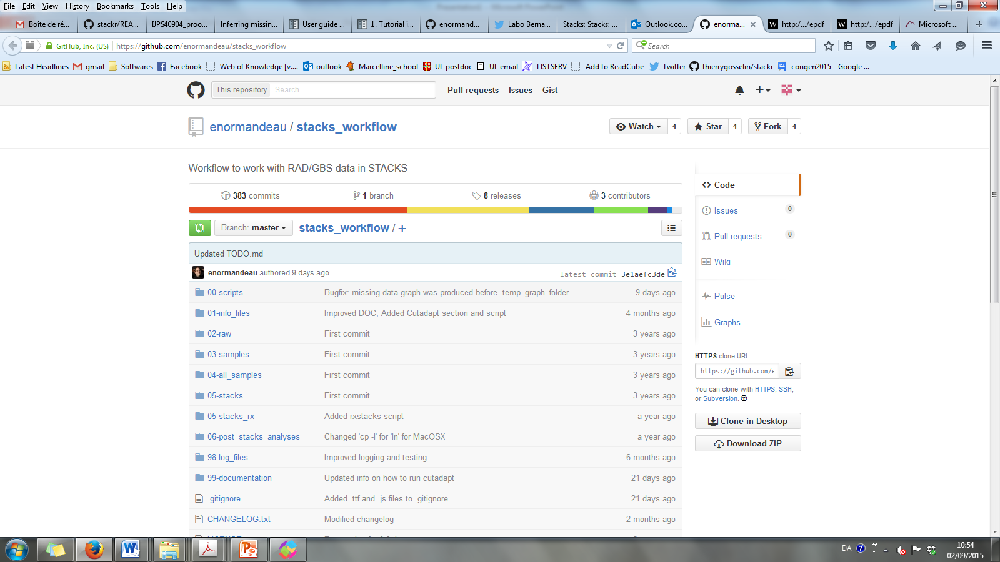 File Edit View History Bookmarks Tools Help
Boîte de ré... stackr/REA... IJPS40904_proo... Inferring missin... User guide ... 1. Tutorial i... enormand... Labo Berna... Stacks: Stacks: ... Outlook.co... enorma... × http:/.../epdf http:/.../epdf Microsoft ...
GitHub, Inc. (US) https://github.com/enormandeau/stacks_workflow Search
Latest Headlines gmail Softwares Facebook Web of Knowledge [v.... outlook Marcelline_school UL postdoc UL email LISTSERV Add to ReadCube Twitter thierrygosselin/stackr congen2015 - Google ...
This repository Search Pull requests Issues Gist
enormandeau / stacks_workflow Watch 4 Star 4 Fork 4
Workflow to work with RAD/GBS data in STACKS
383 commits 1 branch 8 releases 3 contributors
Branch: master stacks_workflow / +
Updated TODO.md
enormandeau authored 9 days ago latest commit 3e1aefc3de
00-scripts Bugfix: missing data graph was produced before .temp_graph_folder 9 days ago
01-info_files Improved DOC; Added Cutadapt section and script 4 months ago
02-raw First commit 3 years ago
03-samples First commit 3 years ago
04-all_samples First commit 3 years ago
05-stacks First commit 3 years ago
05-stacks_rx Added rxstacks script a year ago
06-post_stacks_analyses Changed 'cp -l' for 'ln' for MacOSX a year ago
98-log_files Improved logging and testing 6 months ago
99-documentation Updated info on how to run cutadapt 21 days ago
.gitignore Added .ttf and .js files to .gitignore 21 days ago
CHANGELOG.txt Modified changelog 2 months ago
Code
Issues 0
Pull requests 0
Wiki
Pulse
Graphs
HTTPS clone URL
https://github.com/e
You can clone with HTTPS, SSH,
or Subversion.
Clone in Desktop
Download ZIP
DA 10:54
02/09/2015